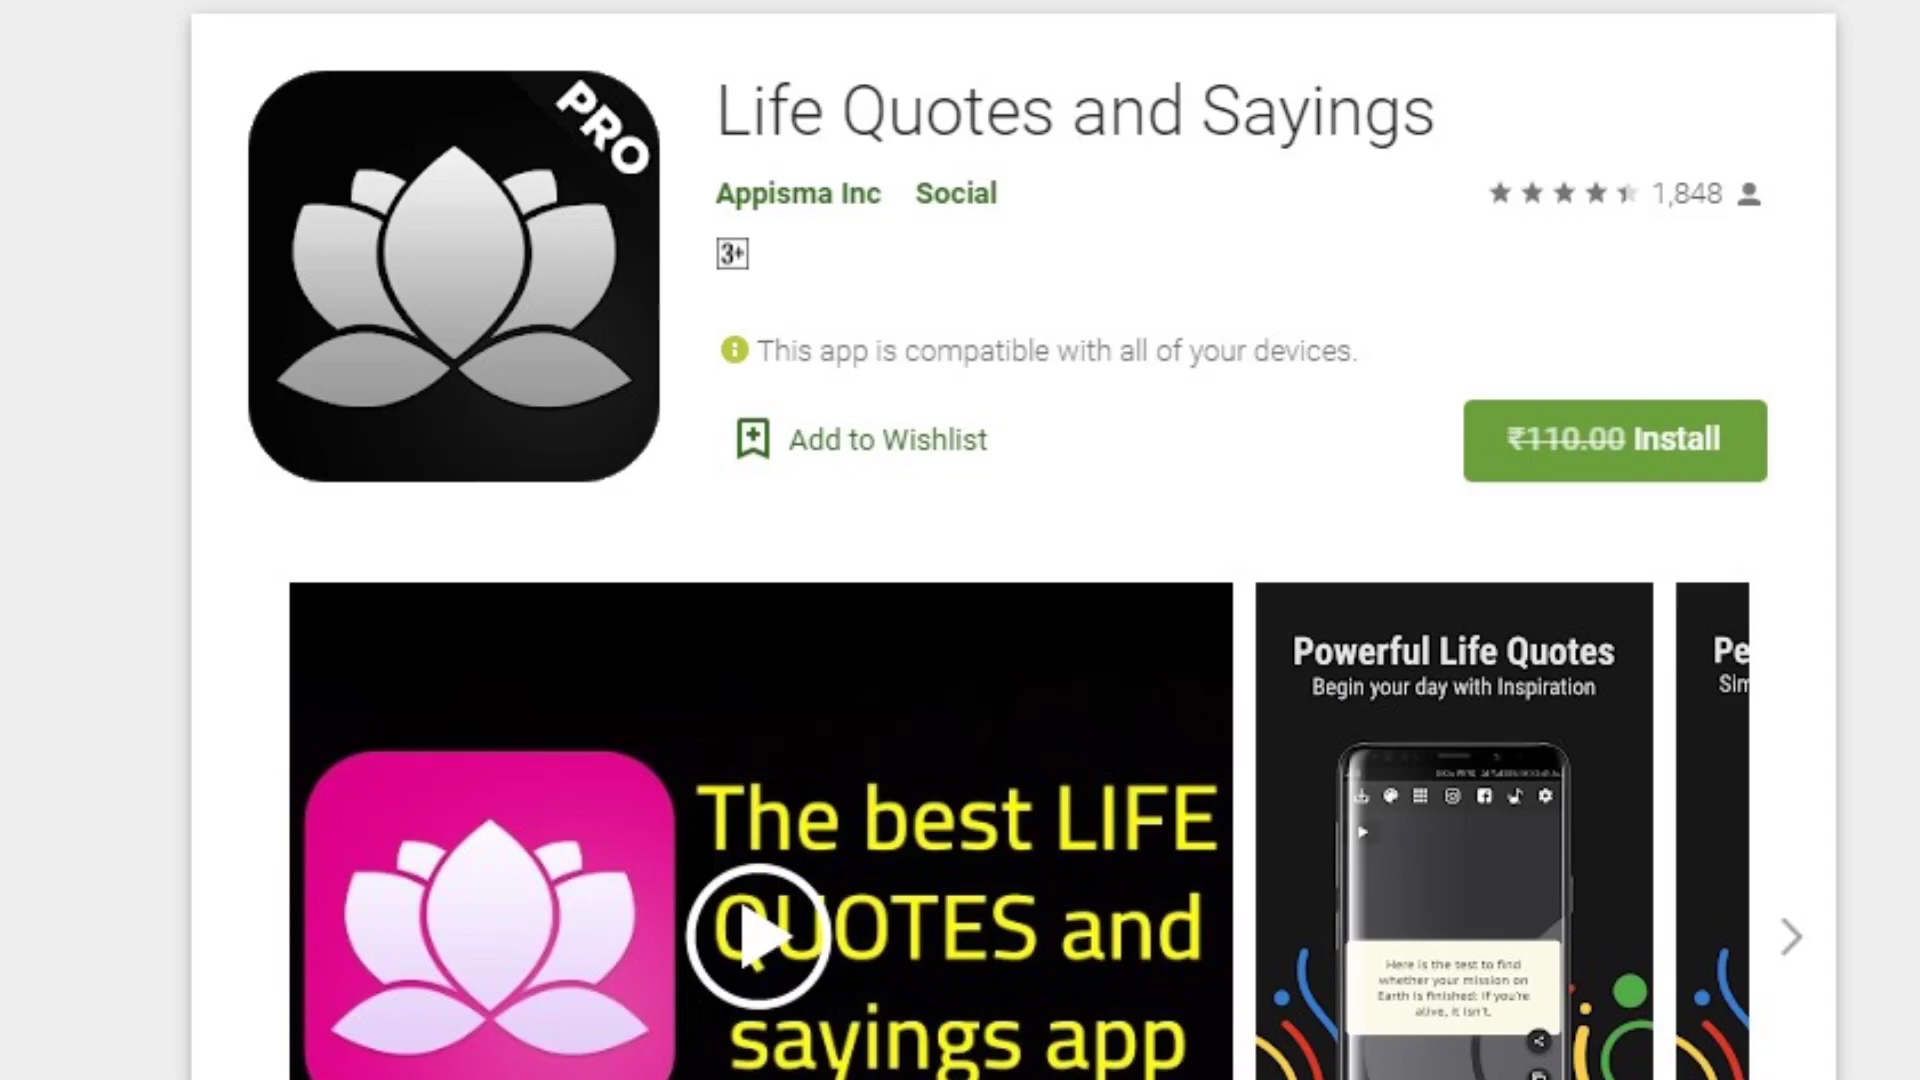 PRO
Life Quotes and Sayings
Appisma Inc Social
1,848
3+
This app is compatible with all of your devices.
Add to Wishlist
₹110.00 Install
The best LIFE
QUOTES and
sayings app
Powerful Life Quotes
Begin your day with Inspiration
Here is the test to find
whether your mission on
Earth is finished: if you're
alive, it isn't.
Pe
Sim